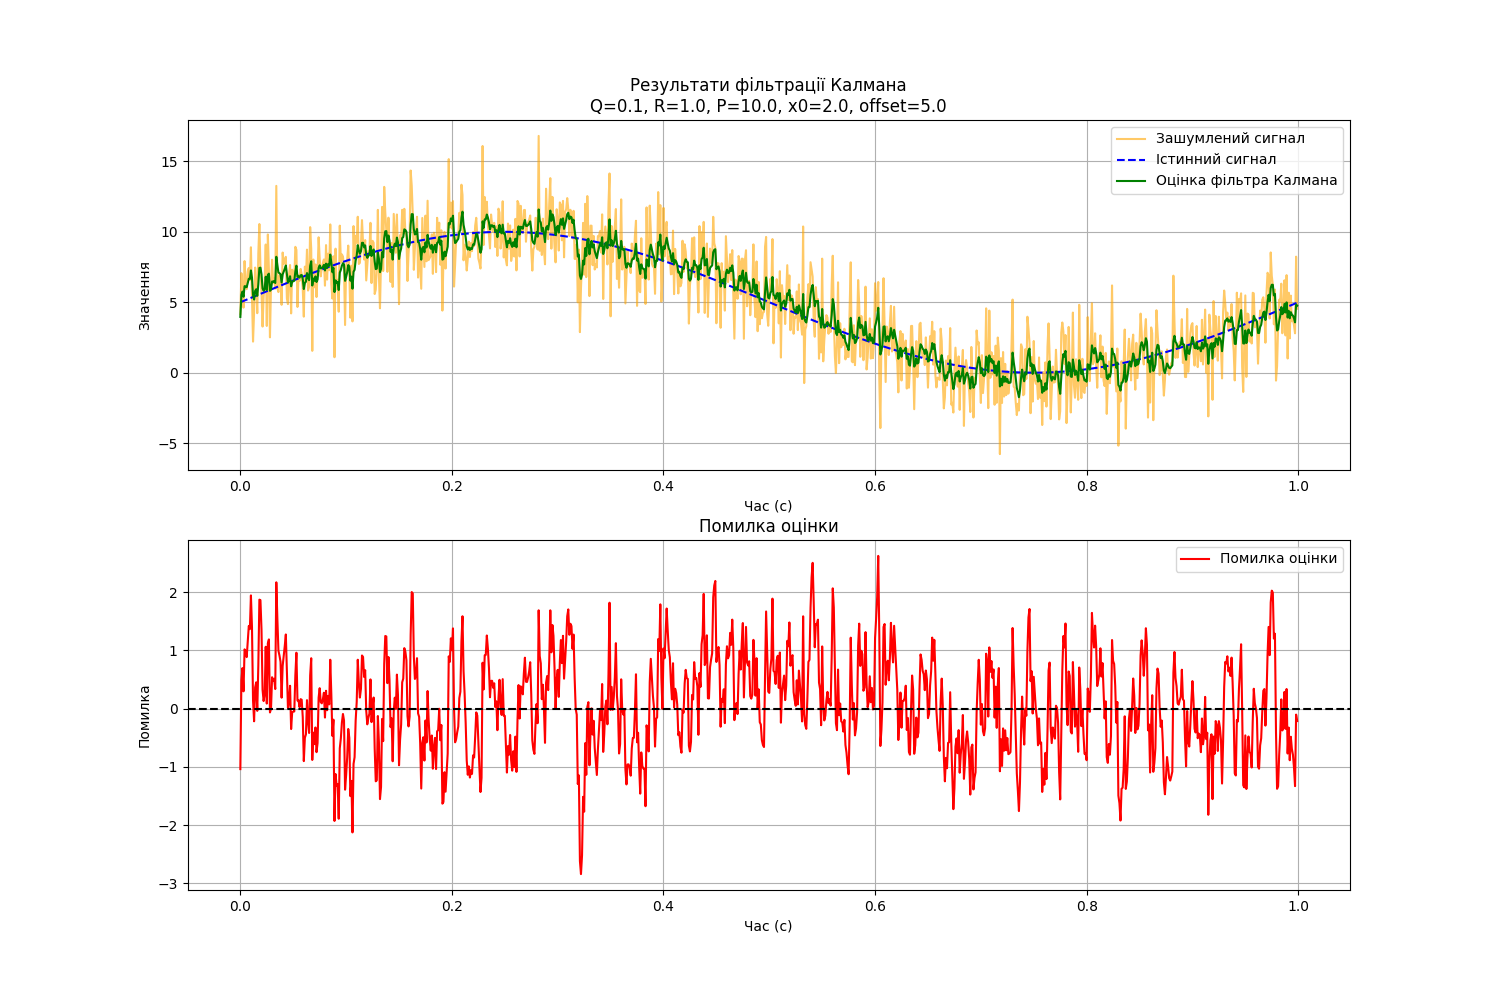 Результати фільтрації Калмана
Q=0.1, R=1.0, P=10.0, x0=2.0, offset=5.0
Зашумлений сигнал
Істинний сигнал
Оцінка фільтра Калмана
Значення
15
10
5
0
−5
0.0 0.2 0.4 0.6 0.8 1.0
Час (с)
Помилка оцінки
Помилка оцінки
Помилка
2
1
0
−1
−2
−3
0.0 0.2 0.4 0.6 0.8 1.0
Час (с)